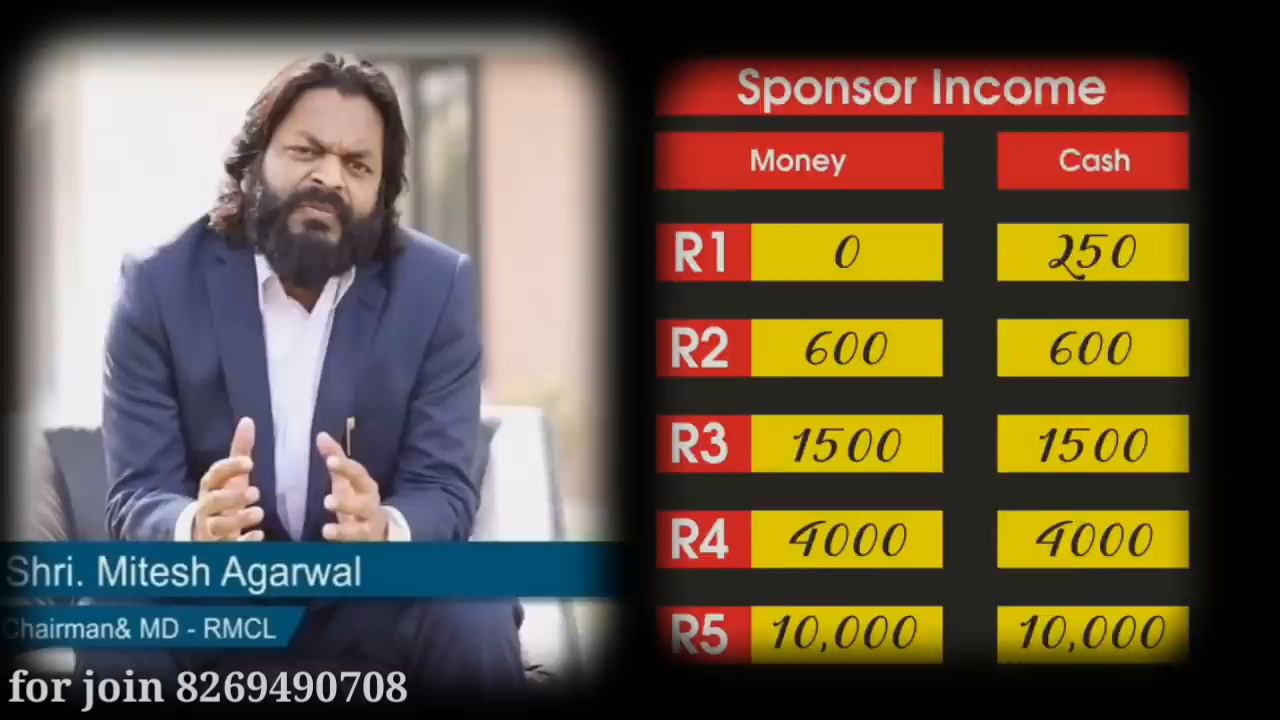 Sponsor Income
Money Cash
R1 0 250
R2 600 600
R3 1500 1500
R4 4000 4000
R5 10,000 10,000
Shri. Mitesh Agarwal
Chairman& MD - RMCL
for join 8269490708